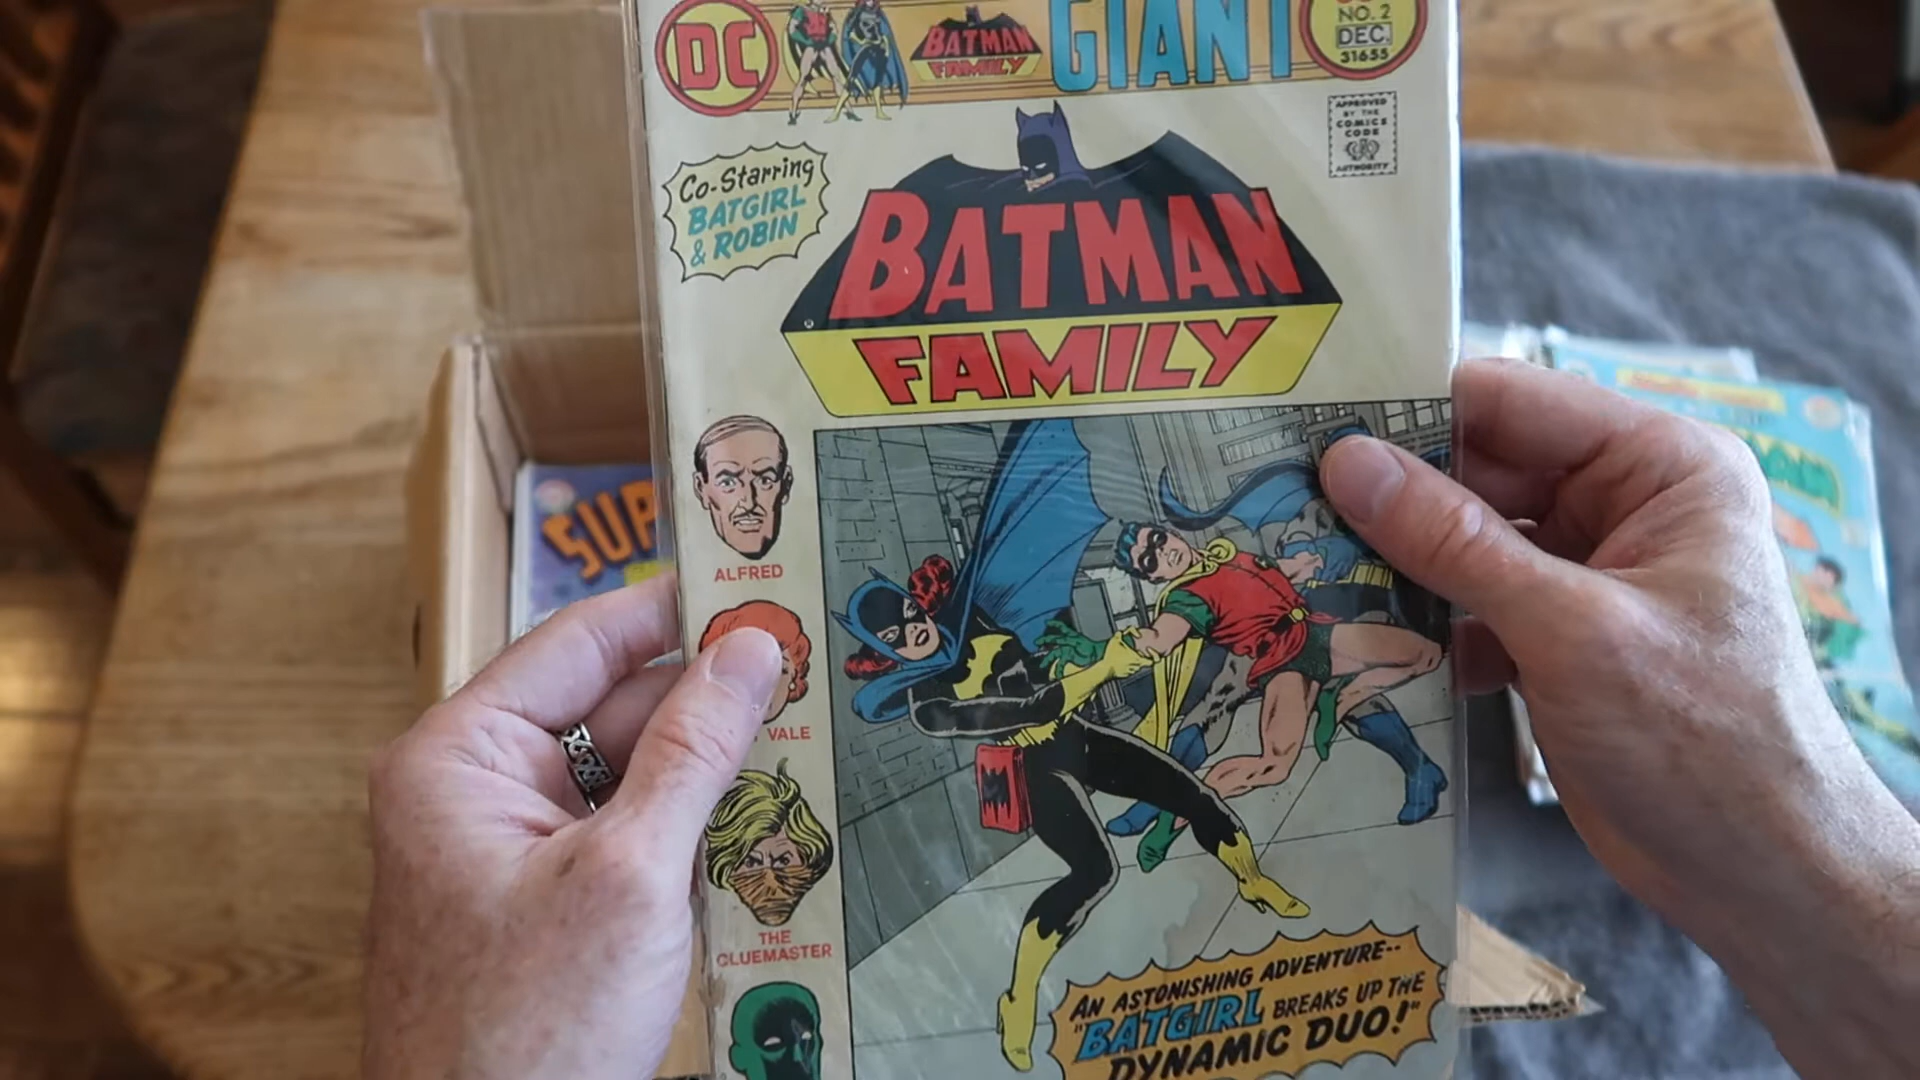 DC
BATMAN
FAMILY
GIANT
NO. 2
DEC.
31655
APPROVED
BY THE
COMICS
CODE
AUTHORITY
Co-Starring
BATGIRL
& ROBIN
BATMAN
FAMILY
®
ALFRED
VALE
THE
CLUEMASTER
SUP
AN ASTONISHING ADVENTURE--
"BATGIRL BREAKS UP THE
DYNAMIC DUO!"